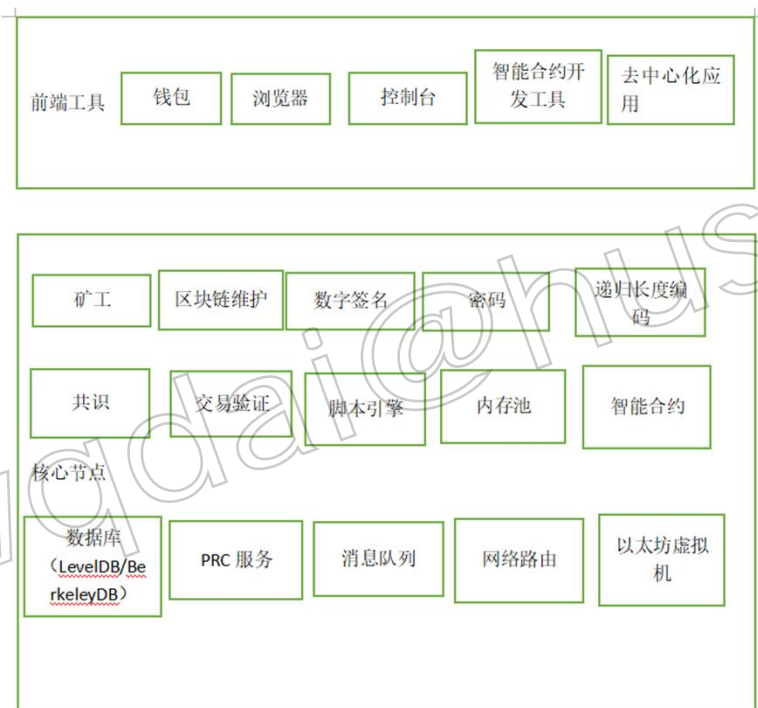 前端工具
钱包
浏览器
控制台
智能合约开
发工具
去中心化应
用
矿工
区块链维护
数字签名
密码
递归长度编
码
共识
交易验证
脚本引擎
内存池
智能合约
核心节点
数据库
（LevelDB/Be
rkeleyDB）
PRC 服务
消息队列
网络路由
以太坊虚拟
机